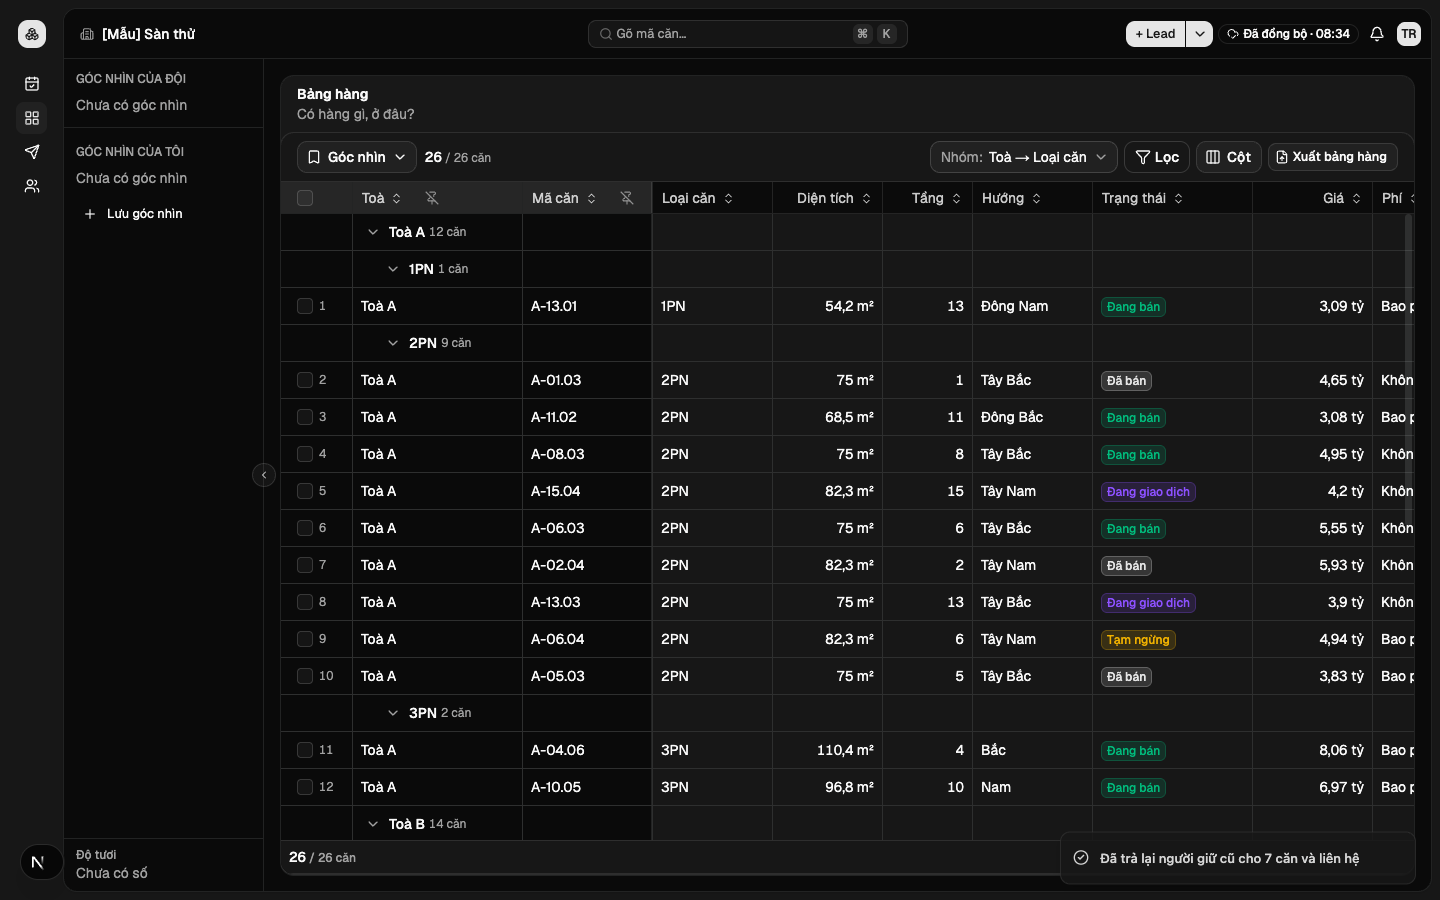 [Mẫu] Sàn thử
Gõ mã căn...
⌘ K
+ Lead
Đã đồng bộ · 08:34
TR
GÓC NHÌN CỦA ĐỘI
Chưa có góc nhìn
GÓC NHÌN CỦA TÔI
Chưa có góc nhìn
+ Lưu góc nhìn
Độ tươi
Chưa có số
N
Bảng hàng
Có hàng gì, ở đâu?
Góc nhìn 26 / 26 căn
Nhóm: Toà → Loại căn Lọc Cột Xuất bảng hàng
Toà Mã căn Loại căn Diện tích Tầng Hướng Trạng thái Giá Phí
Toà A 12 căn
1PN 1 căn
1 Toà A A-13.01 1PN 54,2 m² 13 Đông Nam Đang bán 3,09 tỷ Bao p
2PN 9 căn
2 Toà A A-01.03 2PN 75 m² 1 Tây Bắc Đã bán 4,65 tỷ Khôn
3 Toà A A-11.02 2PN 68,5 m² 11 Đông Bắc Đang bán 3,08 tỷ Bao p
4 Toà A A-08.03 2PN 75 m² 8 Tây Bắc Đang bán 4,95 tỷ Khôn
5 Toà A A-15.04 2PN 82,3 m² 15 Tây Nam Đang giao dịch 4,2 tỷ Khôn
6 Toà A A-06.03 2PN 75 m² 6 Tây Bắc Đang bán 5,55 tỷ Khôn
7 Toà A A-02.04 2PN 82,3 m² 2 Tây Nam Đã bán 5,93 tỷ Khôn
8 Toà A A-13.03 2PN 75 m² 13 Tây Bắc Đang giao dịch 3,9 tỷ Khôn
9 Toà A A-06.04 2PN 82,3 m² 6 Tây Nam Tạm ngừng 4,94 tỷ Bao p
10 Toà A A-05.03 2PN 75 m² 5 Tây Bắc Đã bán 3,83 tỷ Bao p
3PN 2 căn
11 Toà A A-04.06 3PN 110,4 m² 4 Bắc Đang bán 8,06 tỷ Bao p
12 Toà A A-10.05 3PN 96,8 m² 10 Nam Đang bán 6,97 tỷ Bao p
Toà B 14 căn
26 / 26 căn
Đã trả lại người giữ cũ cho 7 căn và liên hệ